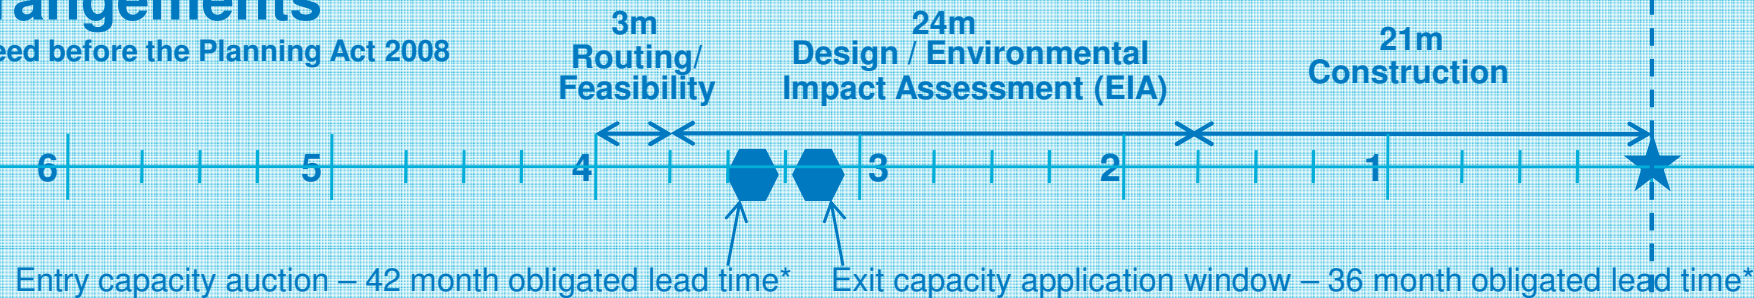 rangements
eed before the Planning Act 2008
3m
Routing/
Feasibility
24m
Design / Environmental
Impact Assessment (EIA)
21m
Construction
6 5 4 3 2 1
Entry capacity auction – 42 month obligated lead time*
Exit capacity application window – 36 month obligated lead time*